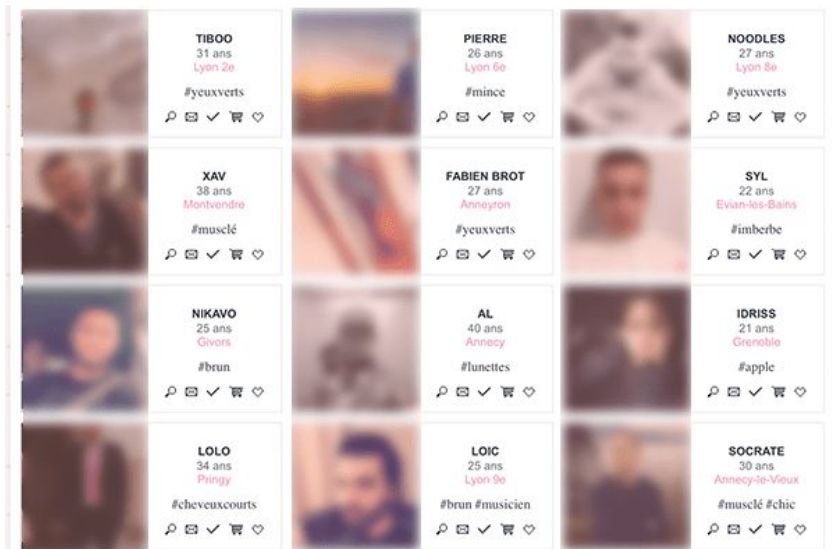 TIBOO
31 ans
Lyon 2e
#yeuxverts
PIERRE
26 ans
Lyon 6e
#mince
NOODLES
27 ans
Lyon 8e
#yeuxverts
XAV
38 ans
Montvendre
#musclé
FABIEN BROT
27 ans
Anneyron
#yeuxverts
SYL
22 ans
Evian-les-Bains
#imberbe
NIKAVO
25 ans
Givors
#brun
AL
40 ans
Annecy
#lunettes
IDRISS
21 ans
Grenoble
#apple
LOLO
34 ans
Pringy
#cheveuxcourts
LOIC
25 ans
Lyon 9e
#brun #musicien
SOCRATE
30 ans
Annecy-le-Vieux
#musclé #chic